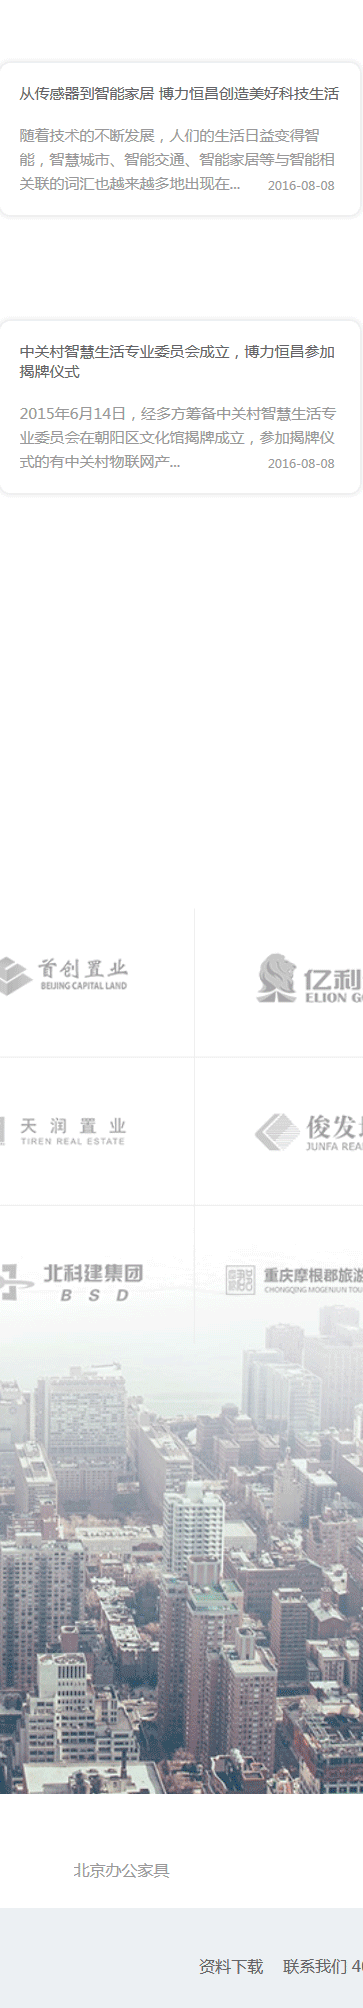 从传感器到智能家居 博力恒昌创造美好科技生活
随着技术的不断发展，人们的生活日益变得智
能，智慧城市、智能交通、智能家居等与智能相
关联的词汇也越来越多地出现在... 2016-08-08
中关村智慧生活专业委员会成立，博力恒昌参加
揭牌仪式
2015年6月14日，经多方筹备中关村智慧生活专
业委员会在朝阳区文化馆揭牌成立，参加揭牌仪
式的有中关村物联网产... 2016-08-08
首创置业
BEIJING CAPITAL LAND
亿利
ELION G
天润置业
TIREN REAL ESTATE
俊发
JUNFA REA
北科建集团
BSD
重庆摩根郡旅游
CHONGQING MOGENJUN TOU
北京办公家具
资料下载 联系我们 40